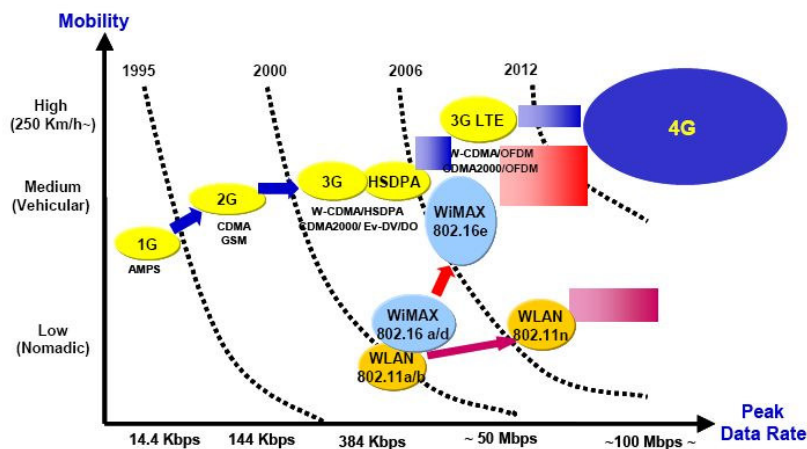 Mobility
1995
2000
2006
2012
High
(250 Km/h~)
3G LTE
4G
W-CDMA/OFDM
CDMA2000/OFDM
Medium
(Vehicular)
2G
3G
HSDPA
CDMA
GSM
W-CDMA/HSDPA
CDMA2000/ Ev-DV/DO
WiMAX
802.16e
1G
AMPS
Low
(Nomadic)
WiMAX
802.16 a/d
WLAN
802.11n
WLAN
802.11a/b
Peak
Data Rate
14.4 Kbps
144 Kbps
384 Kbps
~ 50 Mbps
~100 Mbps ~